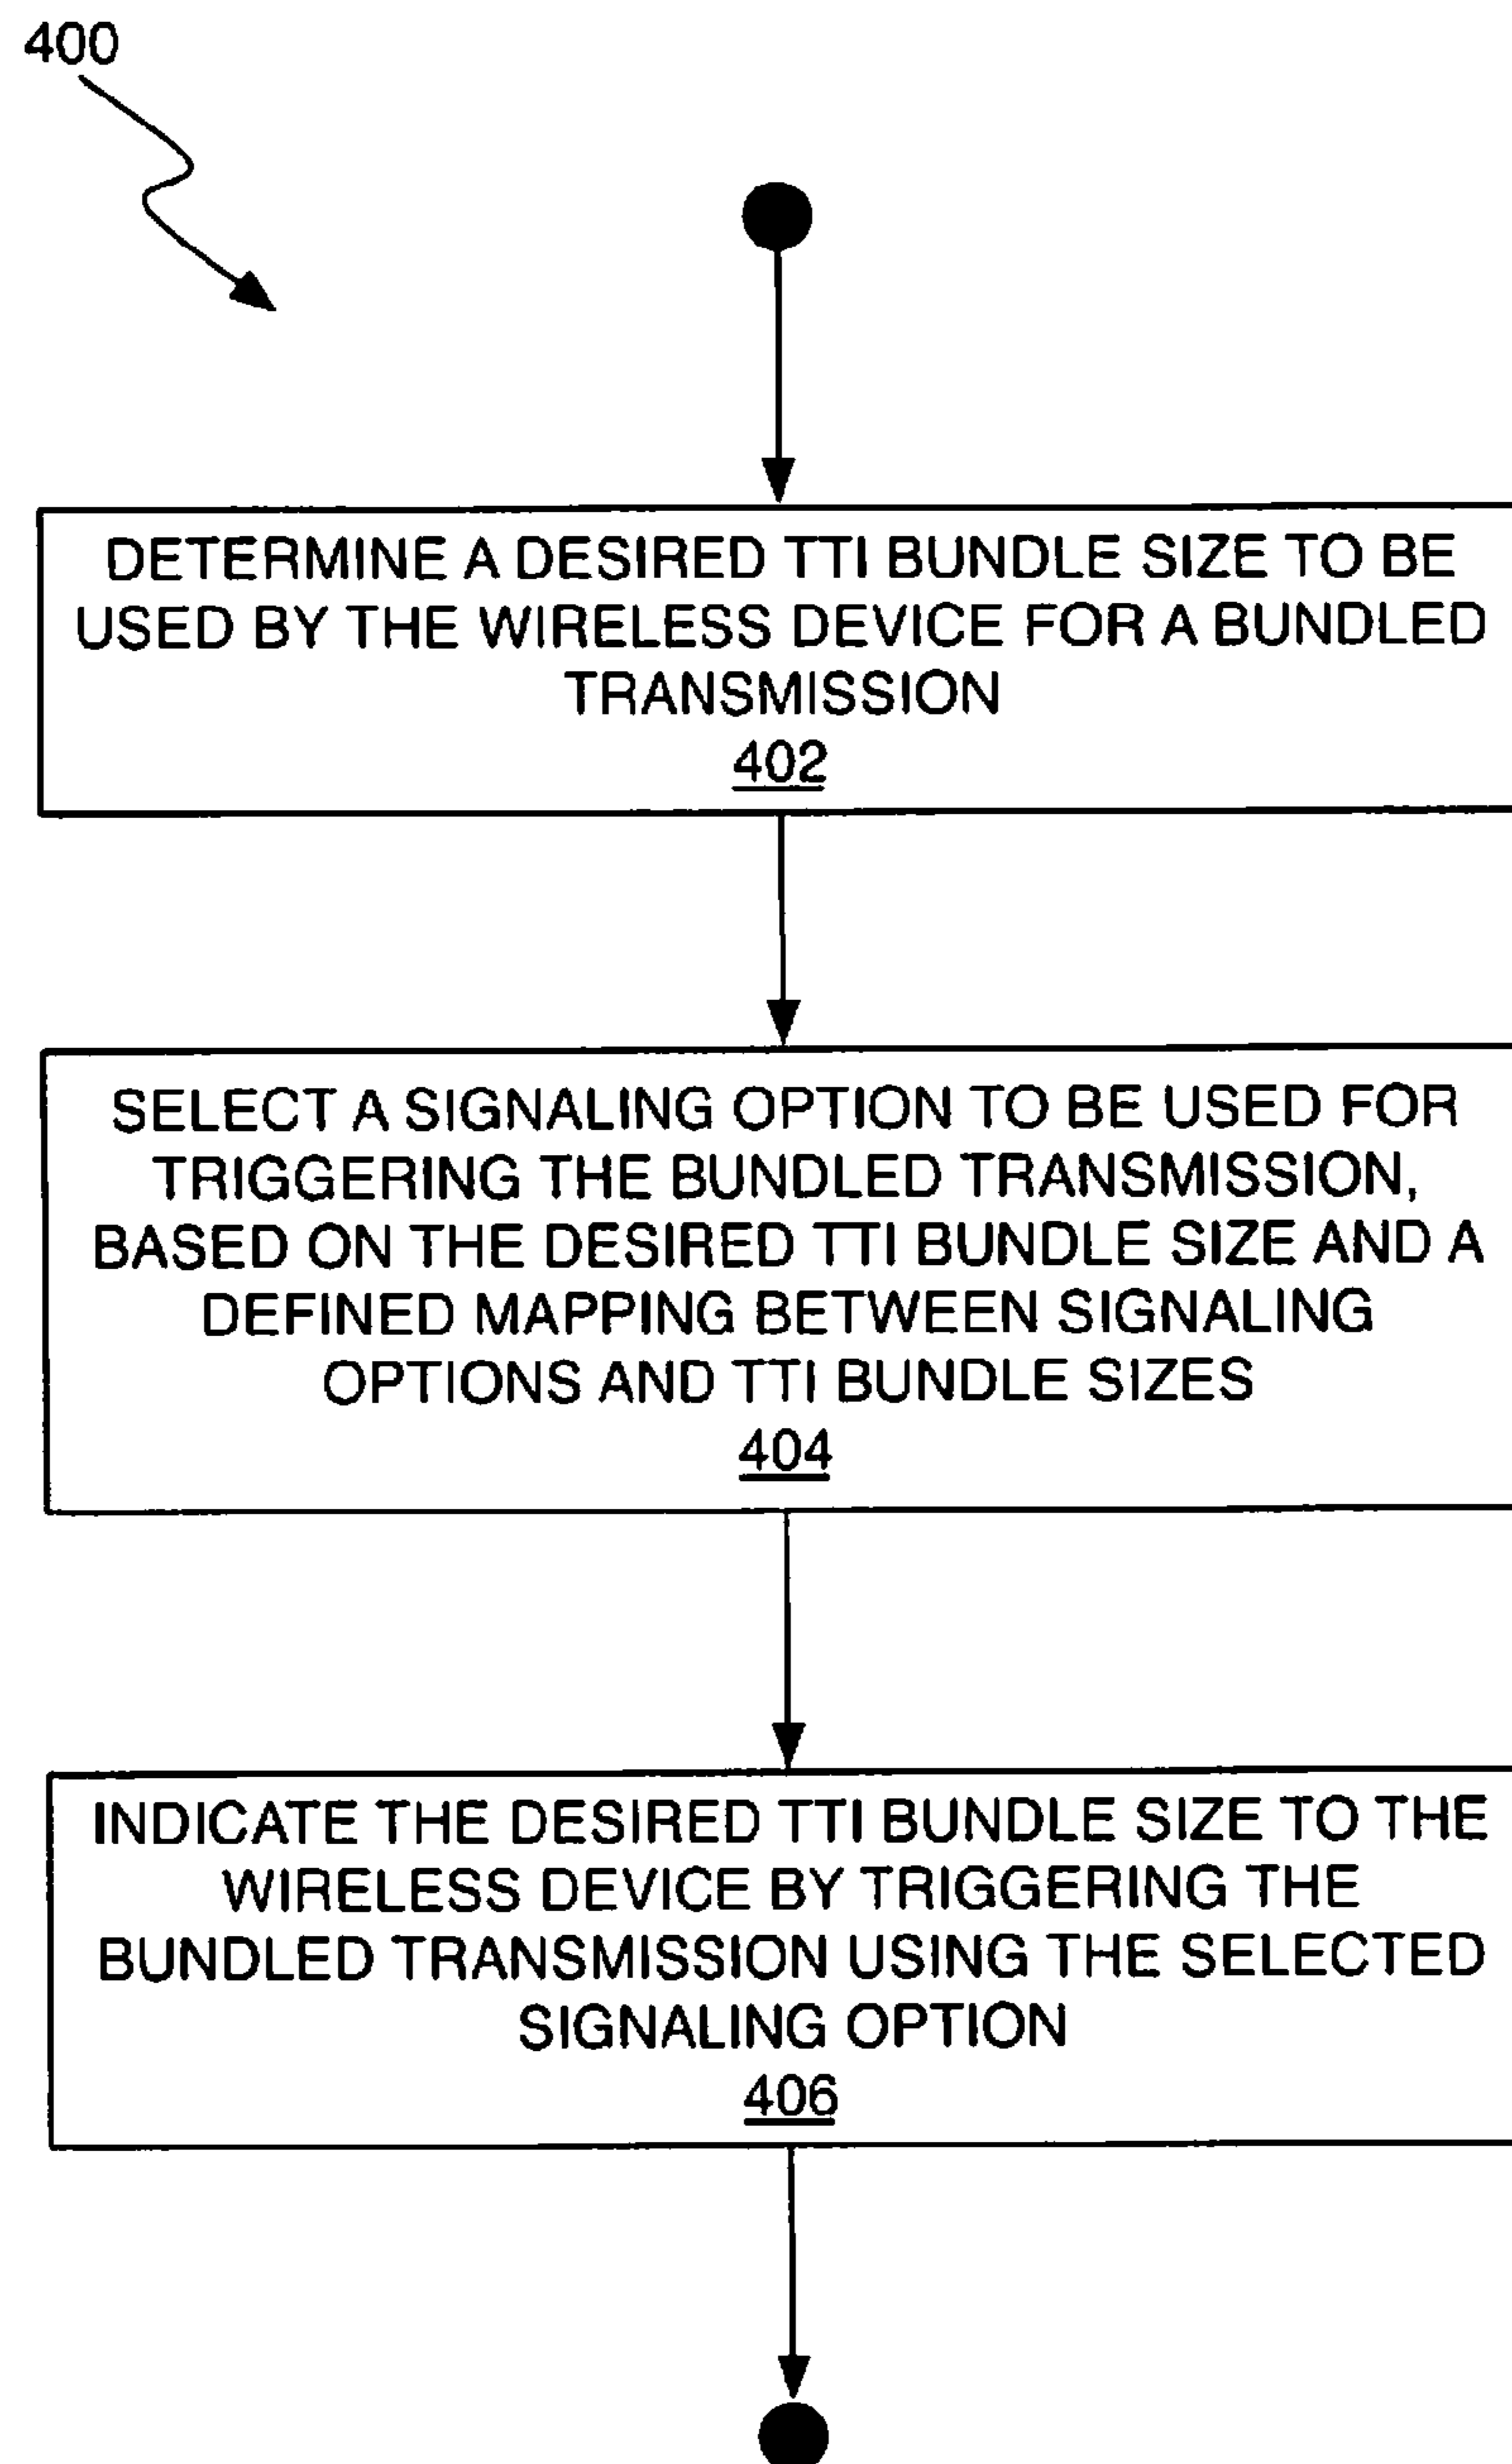 400
DETERMINE A DESIRED TTI BUNDLE SIZE TO BE
USED BY THE WIRELESS DEVICE FOR A BUNDLED
TRANSMISSION
402
SELECT A SIGNALING OPTION TO BE USED FOR
TRIGGERING THE BUNDLED TRANSMISSION,
BASED ON THE DESIRED TTI BUNDLE SIZE AND A
DEFINED MAPPING BETWEEN SIGNALING
OPTIONS AND TTI BUNDLE SIZES
404
INDICATE THE DESIRED TTI BUNDLE SIZE TO THE
WIRELESS DEVICE BY TRIGGERING THE
BUNDLED TRANSMISSION USING THE SELECTED
SIGNALING OPTION
406